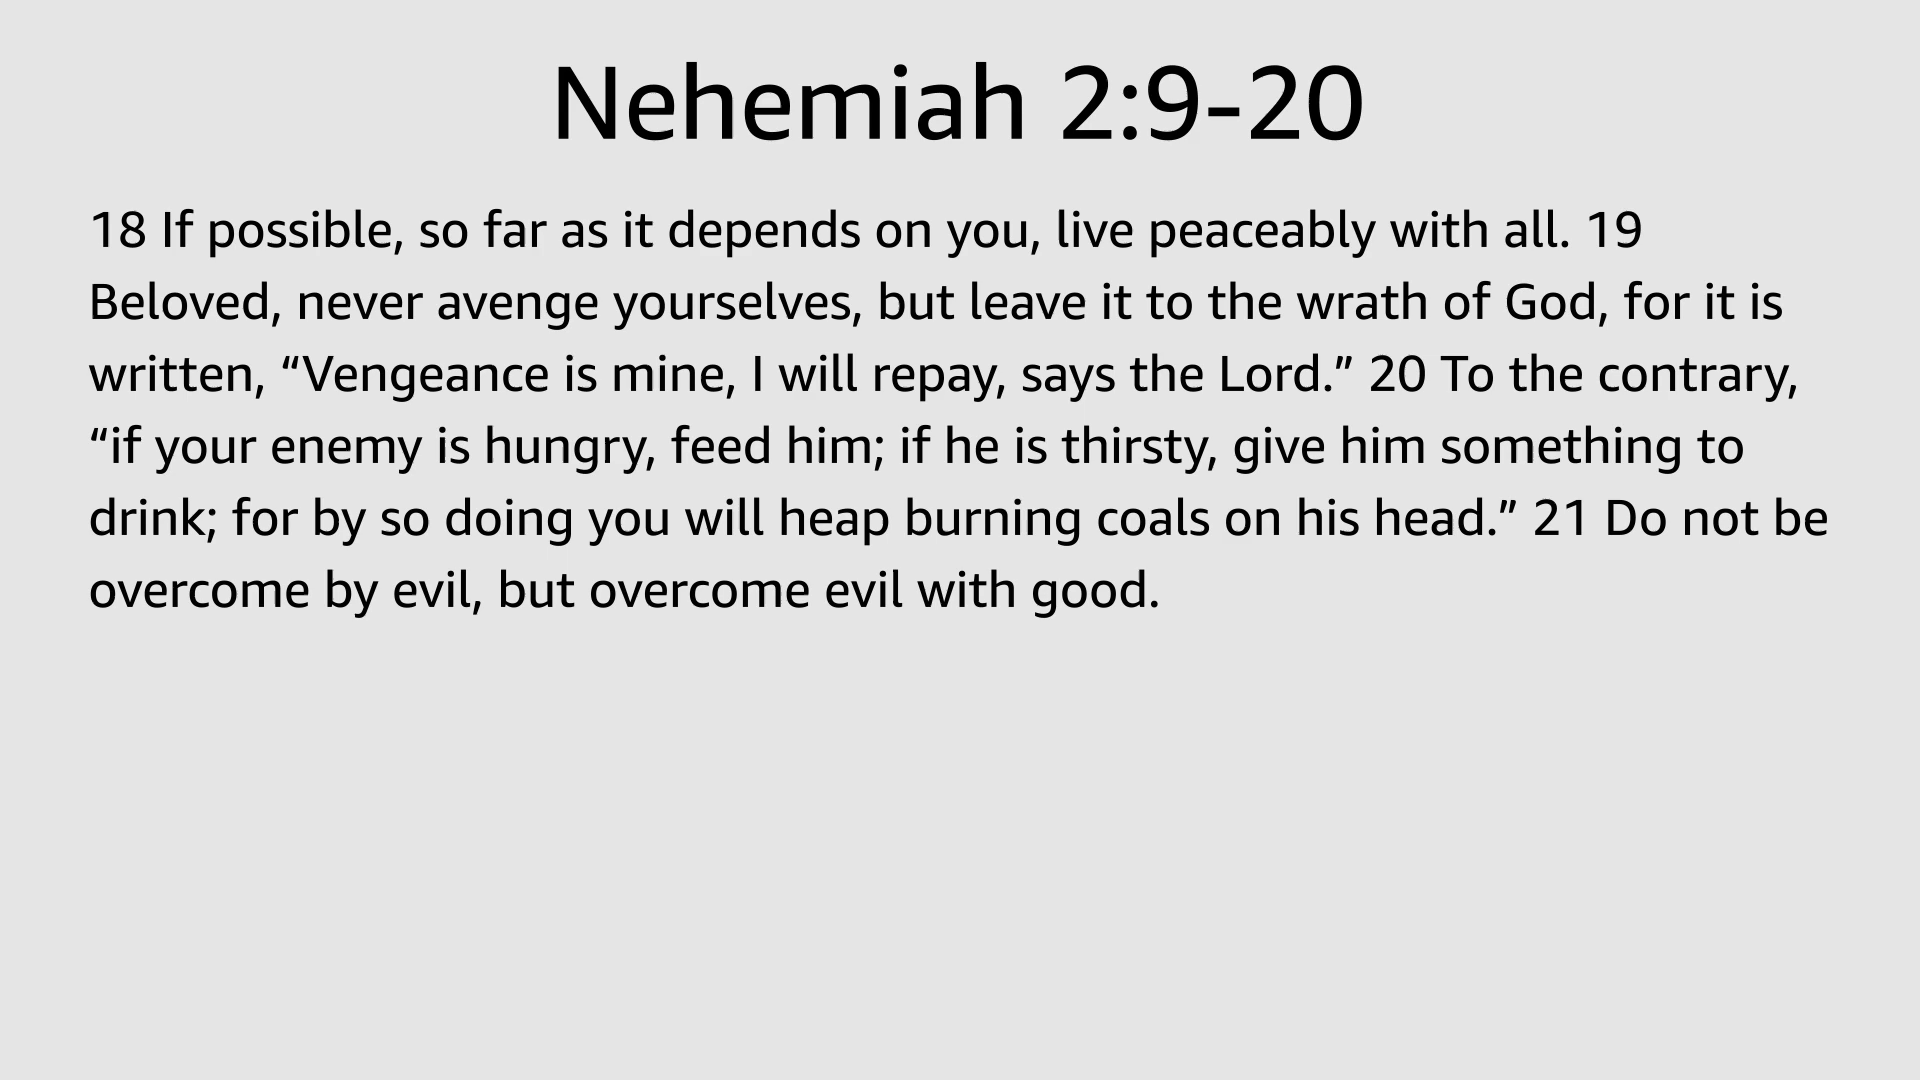 Nehemiah 2:9-20
18 If possible, so far as it depends on you, live peaceably with all. 19
Beloved, never avenge yourselves, but leave it to the wrath of God, for it is
written, “Vengeance is mine, I will repay, says the Lord.” 20 To the contrary,
“if your enemy is hungry, feed him; if he is thirsty, give him something to
drink; for by so doing you will heap burning coals on his head.” 21 Do not be
overcome by evil, but overcome evil with good.